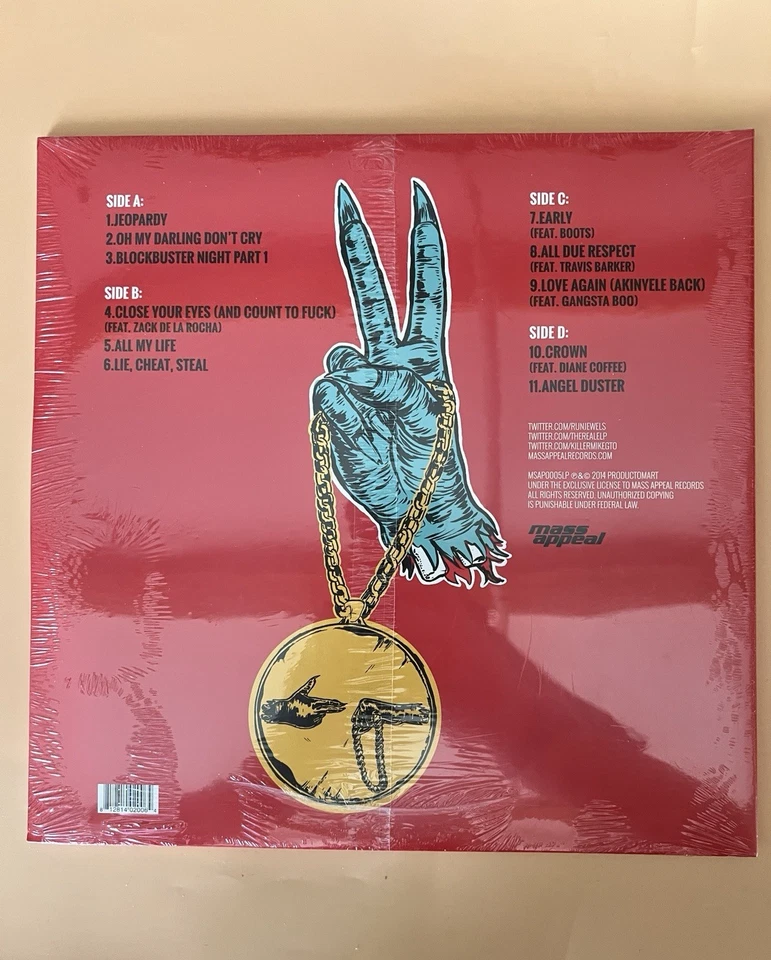 SIDE A:
1.JEOPARDY
2.OH MY DARLING DON'T CRY
3.BLOCKBUSTER NIGHT PART 1
SIDE B:
4.CLOSE YOUR EYES (AND COUNT TO FUCK)
(FEAT. ZACK DE LA ROCHA)
5.ALL MY LIFE
6.LIE, CHEAT, STEAL
SIDE C:
7.EARLY
(FEAT. BOOTS)
8.ALL DUE RESPECT
(FEAT. TRAVIS BARKER)
9.LOVE AGAIN (AKINYELE BACK)
(FEAT. GANGSTA BOO)
SIDE D:
10.CROWN
(FEAT. DIANE COFFEE)
11.ANGEL DUSTER
TWITTER.COM/RUNJEWELS
TWITTER.COM/THEREALELP
TWITTER.COM/KILLERMIKEGTO
MASSAPPEALRECORDS.COM
MSAP0005LP ℗&© 2014 PRODUCTOMART
UNDER THE EXCLUSIVE LICENSE TO MASS APPEAL RECORDS
ALL RIGHTS RESERVED. UNAUTHORIZED COPYING
IS PUNISHABLE UNDER FEDERAL LAW.
mass
appeal